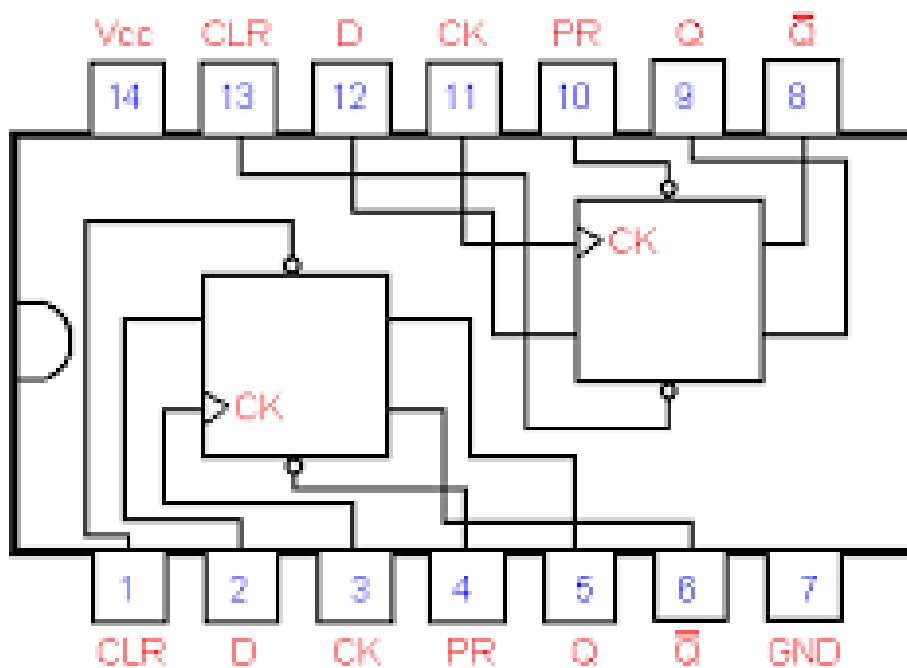 Vcc CLR D CK PR Q Q̅
14 13 12 11 10 9 8
CK
CK
1 2 3 4 5 6 7
CLR D CK PR Q Q̅ GND